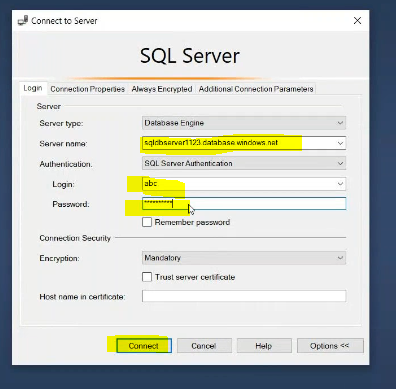 Connect to Server
SQL Server
Login Connection Properties Always Encrypted Additional Connection Parameters
Server
Server type: Database Engine
Server name: sqldbserver1123.database.windows.net
Authentication: SQL Server Authentication
Login: abc
Password: **********
Remember password
Connection Security
Encryption: Mandatory
Trust server certificate
Host name in certificate:
Connect Cancel Help Options <<